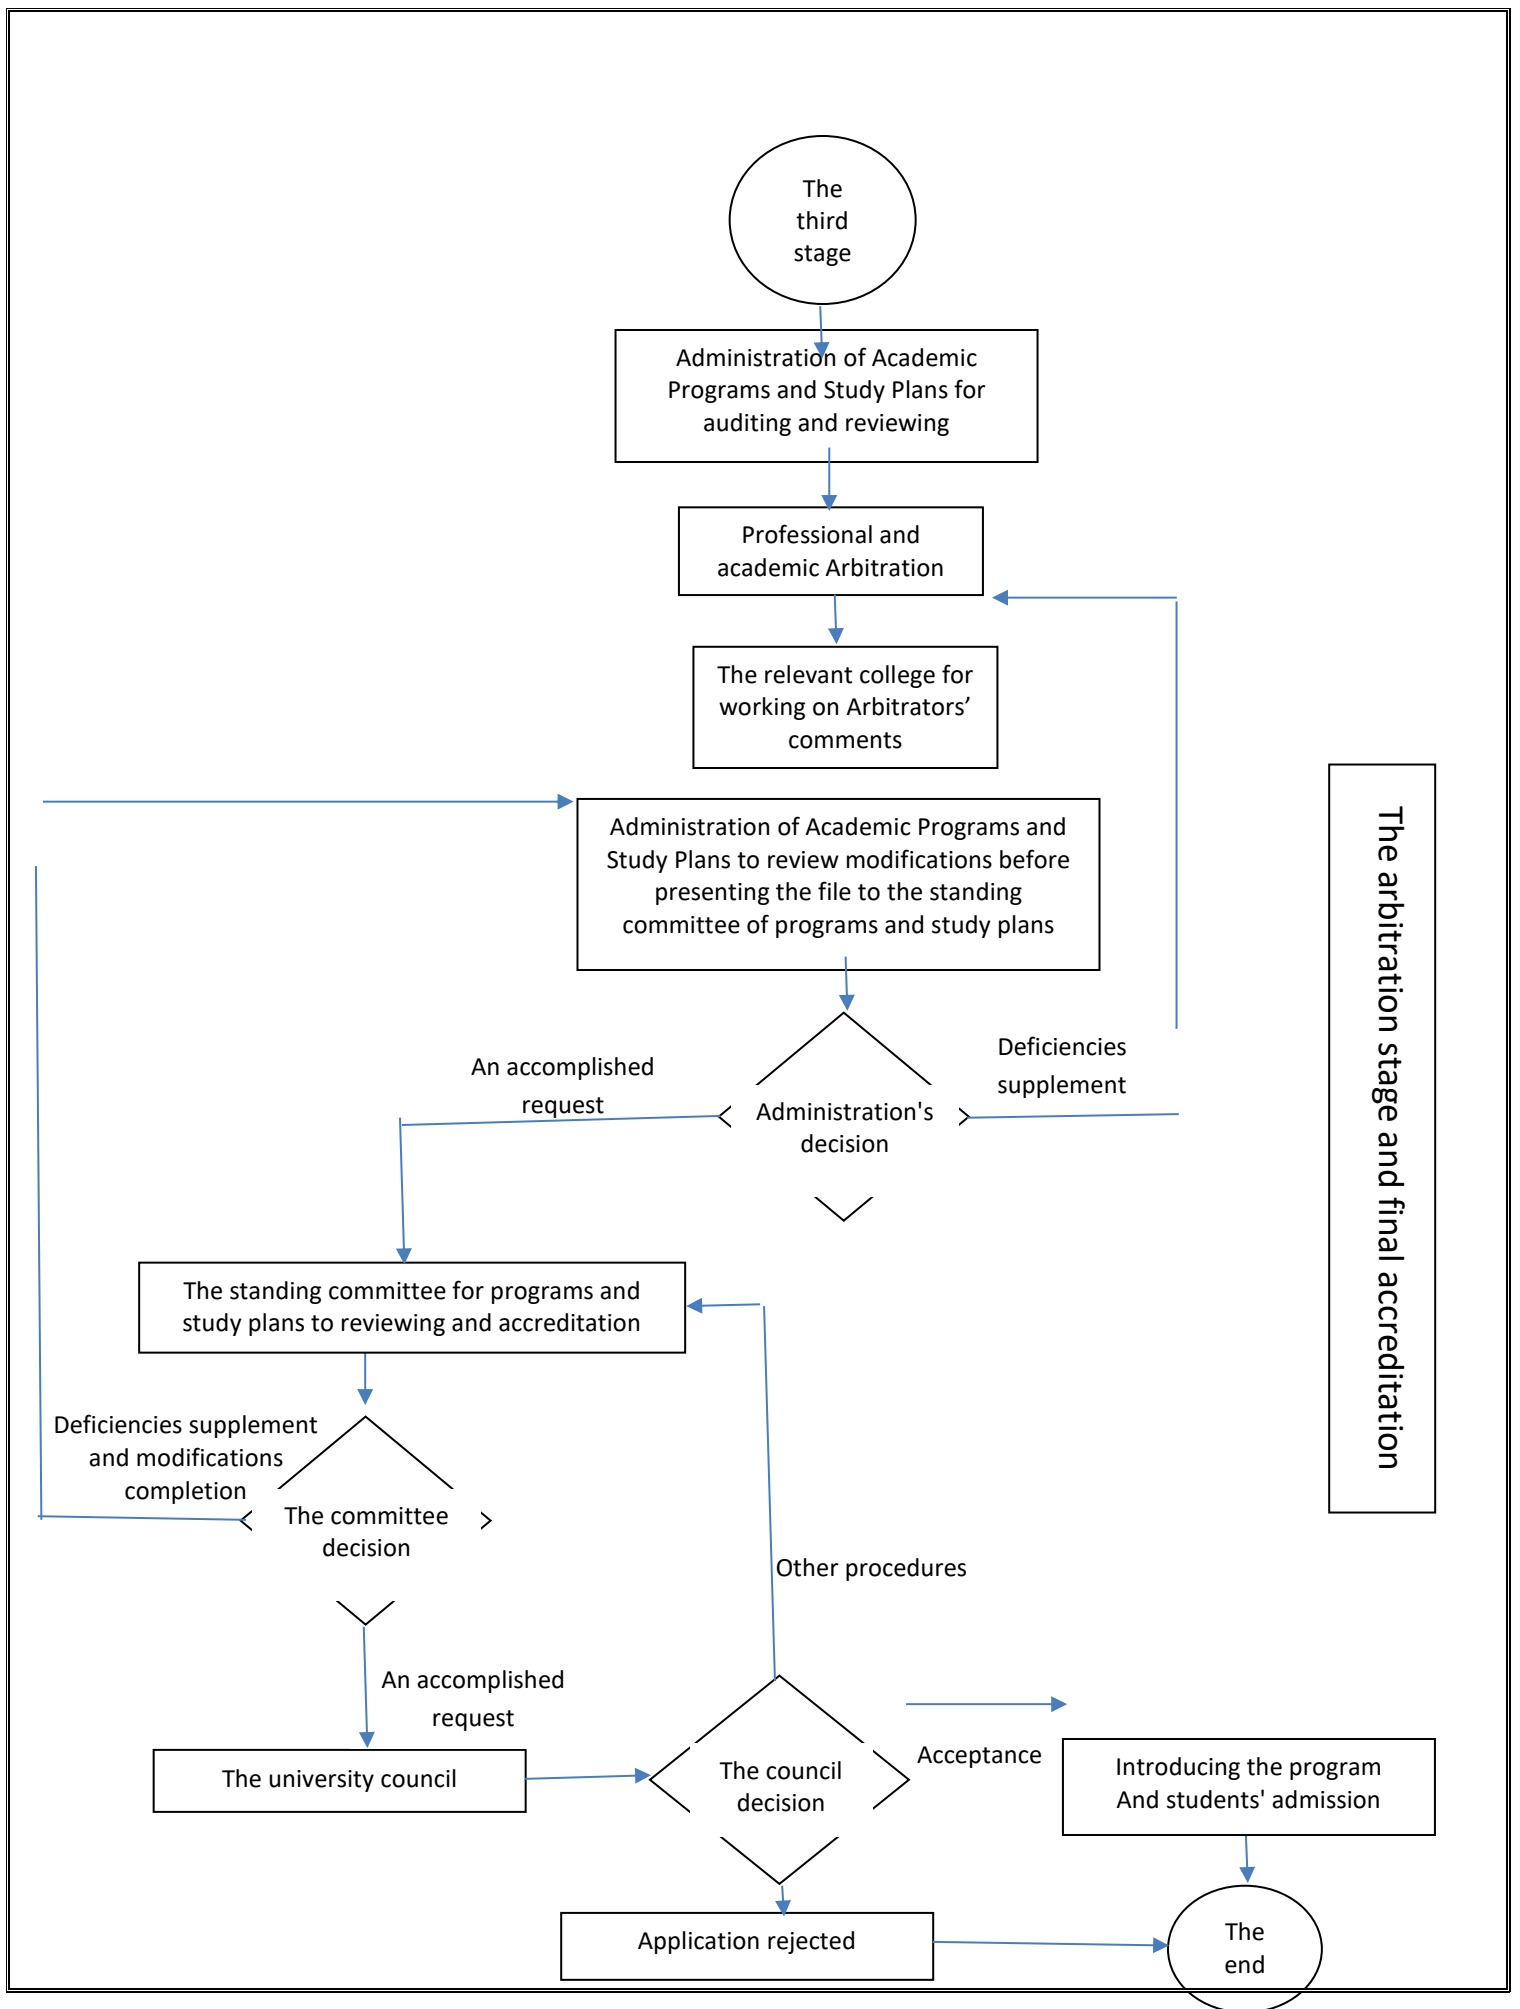 The
third
stage
Administration of Academic
Programs and Study Plans for
auditing and reviewing
Professional and
academic Arbitration
The relevant college for
working on Arbitrators’
comments
Administration of Academic Programs and
Study Plans to review modifications before
presenting the file to the standing
committee of programs and study plans
The arbitration stage and final accreditation
Deficiencies
supplement
An accomplished
request
Administration's
decision
The standing committee for programs and
study plans to reviewing and accreditation
Deficiencies supplement
and modifications
completion
The committee
decision
Other procedures
An accomplished
request
The university council
The council
decision
Acceptance
Introducing the program
And students' admission
Application rejected
The
end